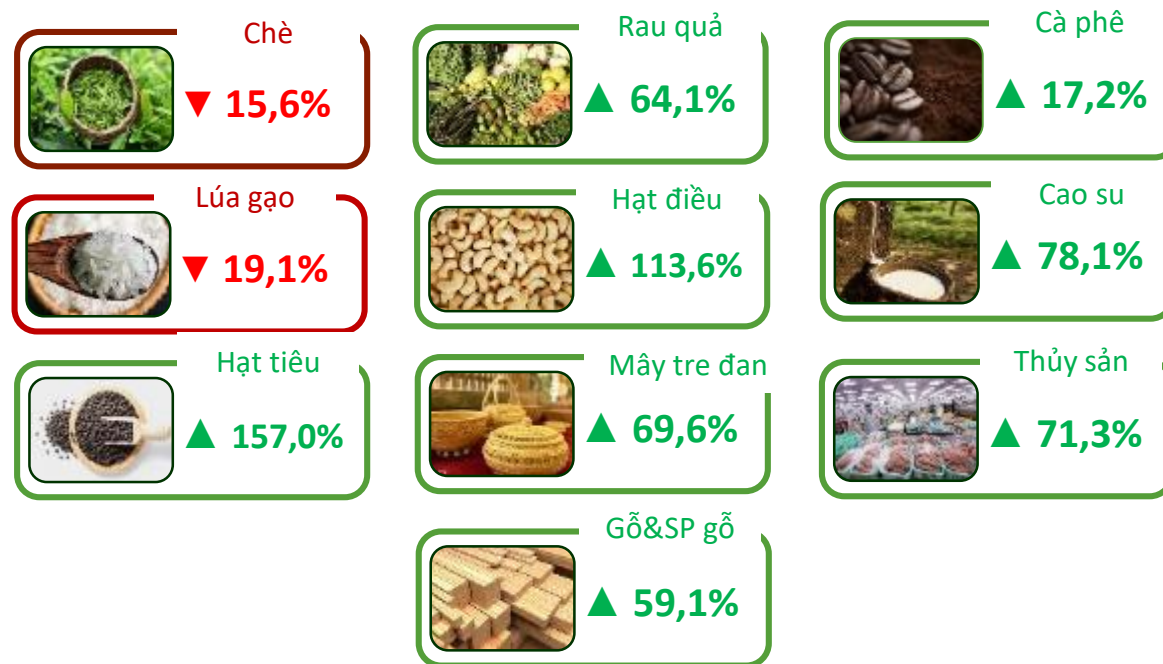 Chè
▼ 15,6%
Rau quả
▲ 64,1%
Cà phê
▲ 17,2%
Lúa gạo
▼ 19,1%
Hạt điều
▲ 113,6%
Cao su
▲ 78,1%
Hạt tiêu
▲ 157,0%
Mây tre đan
▲ 69,6%
Thủy sản
▲ 71,3%
Gỗ&SP gỗ
▲ 59,1%